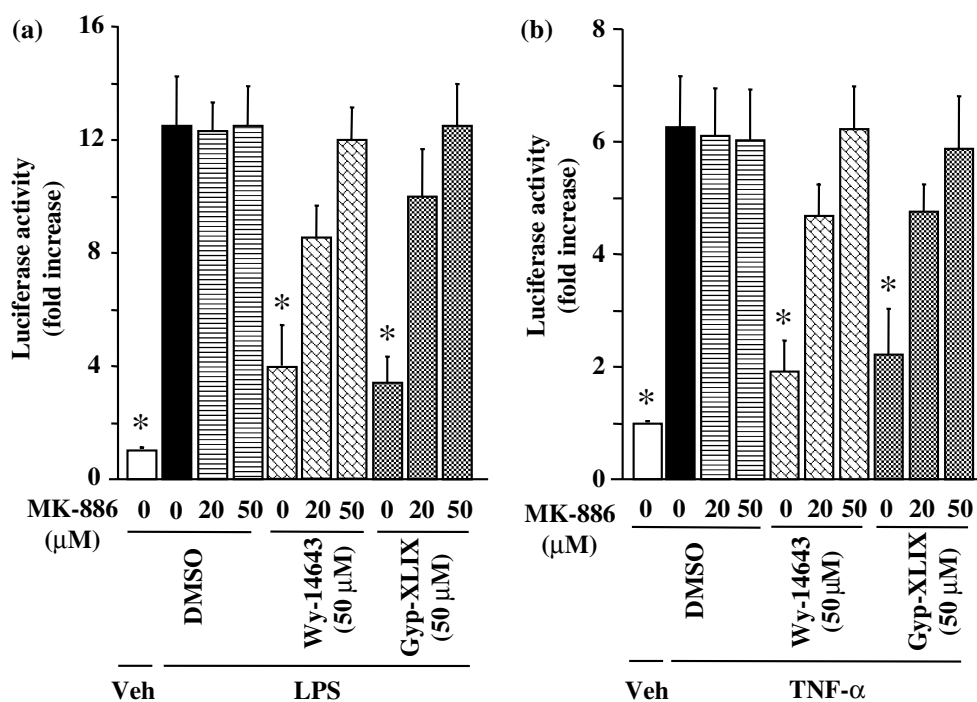 (a)
16
12
8
4
0
Luciferase activity
(fold increase)
*
*
*
MK-886 0 0 20 50 0 20 50 0 20 50
(μM)
DMSO
Wy-14643
(50 μM)
Gyp-XLIX
(50 μM)
Veh LPS
(b)
8
6
4
2
0
Luciferase activity
(fold increase)
*
*
*
MK-886 0 0 20 50 0 20 50 0 20 50
(μM)
DMSO
Wy-14643
(50 μM)
Gyp-XLIX
(50 μM)
Veh TNF-α